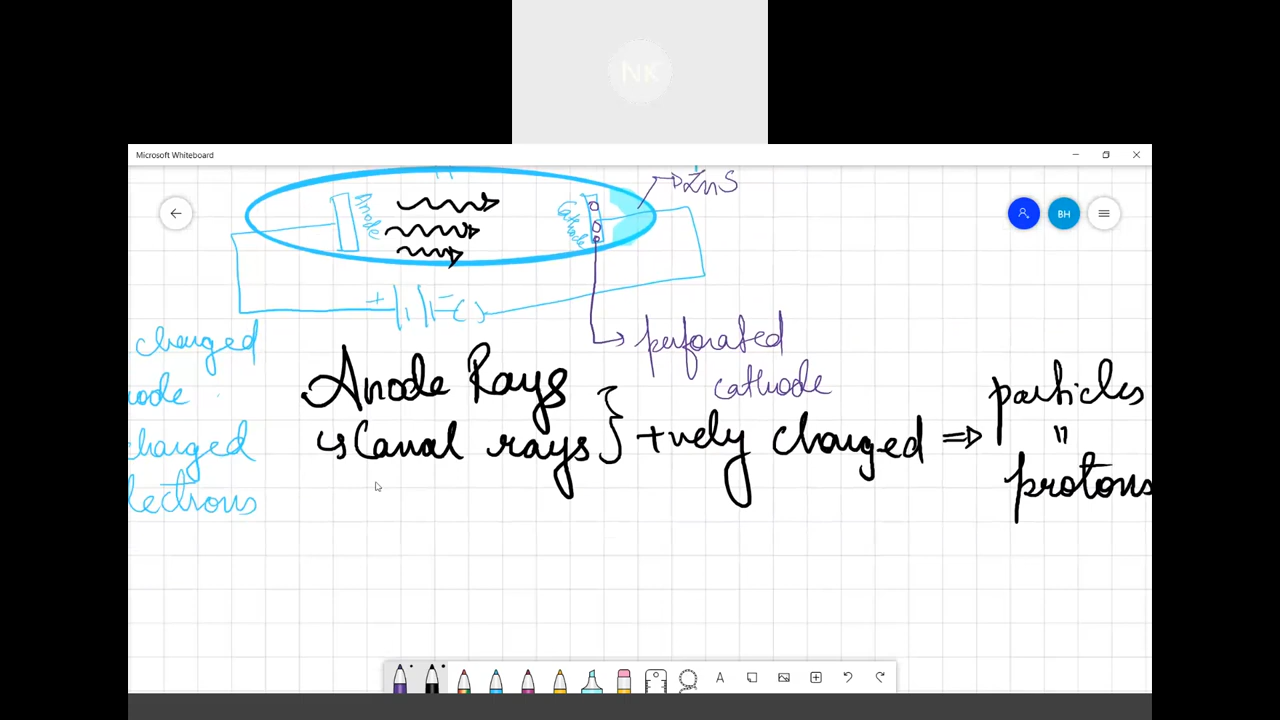 NK
Microsoft Whiteboard
ZnS
BH
Anode
Cathode
+
-
perforated
cathode
charged
ode
charged
lectrons
Anode Rays
Canal rays } +vely charged ⇒
particles
"
protons
A